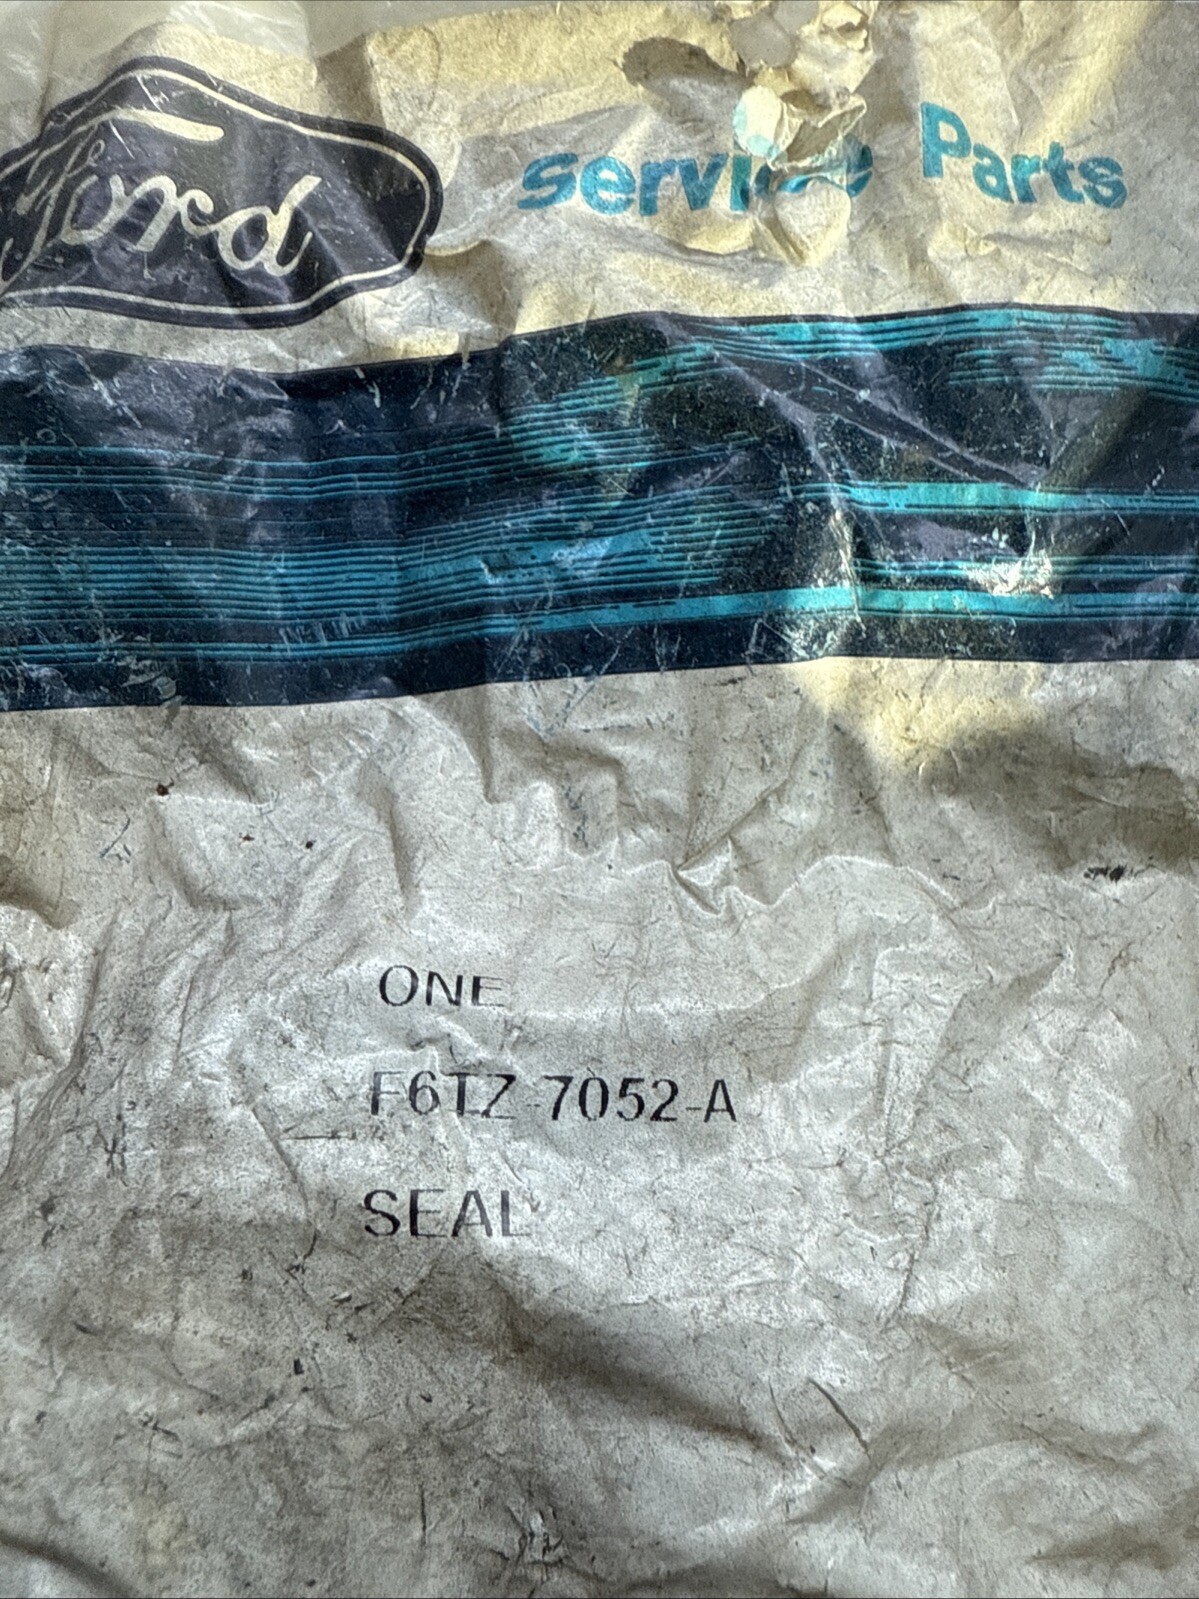 Ford
Service Parts
ONE
F6TZ-7052-A
SEAL